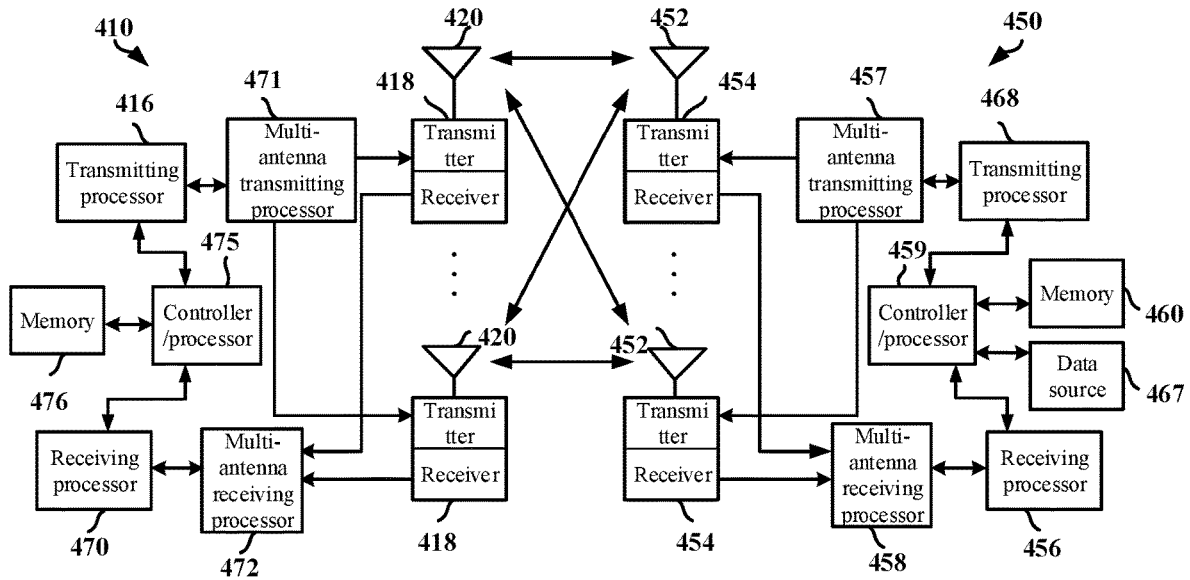 410
420
452
450
471
418
454
457
468
416
Transmitting
processor
Multi-
antenna
transmitting
processor
Transmi
tter
Receiver
Transmi
tter
Receiver
Multi-
antenna
transmitting
processor
Transmitting
processor
475
459
Memory
476
Controller
/processor
Controller
/processor
Memory
460
Data
source
467
420
452
Receiving
processor
470
Multi-
antenna
receiving
processor
472
Transmi
tter
Receiver
418
Transmi
tter
Receiver
454
Multi-
antenna
receiving
processor
458
Receiving
processor
456